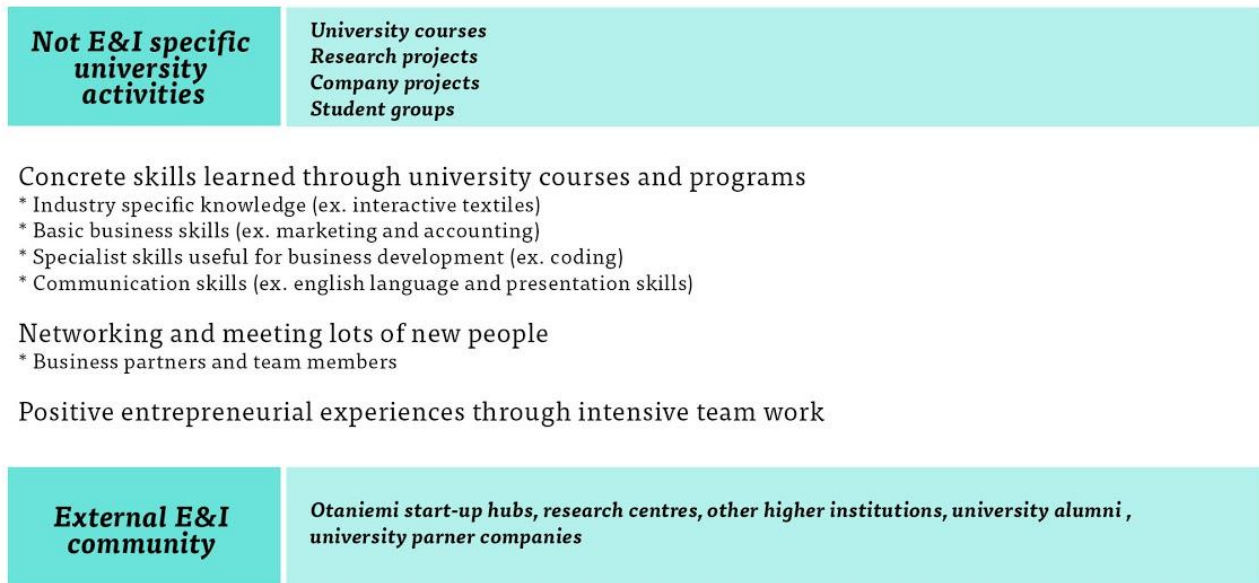 Not E&I specific
university
activities
University courses
Research projects
Company projects
Student groups
Concrete skills learned through university courses and programs
* Industry specific knowledge (ex. interactive textiles)
* Basic business skills (ex. marketing and accounting)
* Specialist skills useful for business development (ex. coding)
* Communication skills (ex. english language and presentation skills)
Networking and meeting lots of new people
* Business partners and team members
Positive entrepreneurial experiences through intensive team work
External E&I
community
Otaniemi start-up hubs, research centres, other higher institutions, university alumni ,
university parner companies